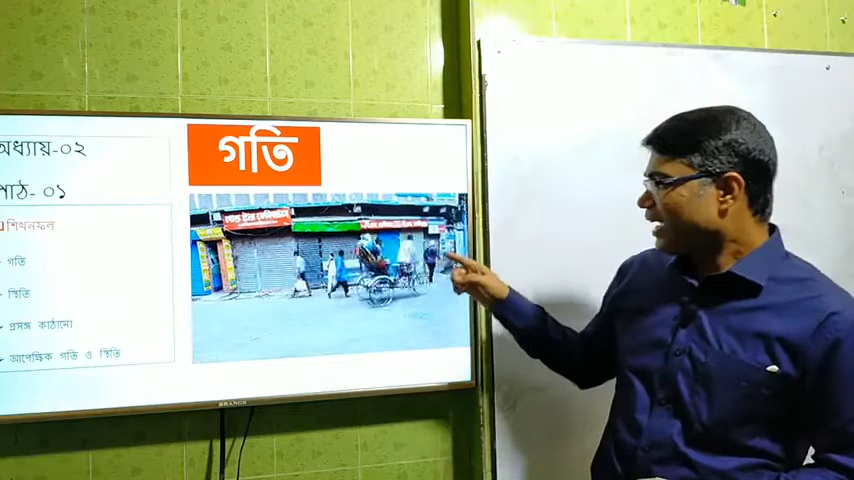 অধ্যায়-০২
পাঠ- ০১
শিখনফল
গতি
স্থিতি
প্রসঙ্গ কাঠামো
আপেক্ষিক গতি ও স্থিতি
গতি